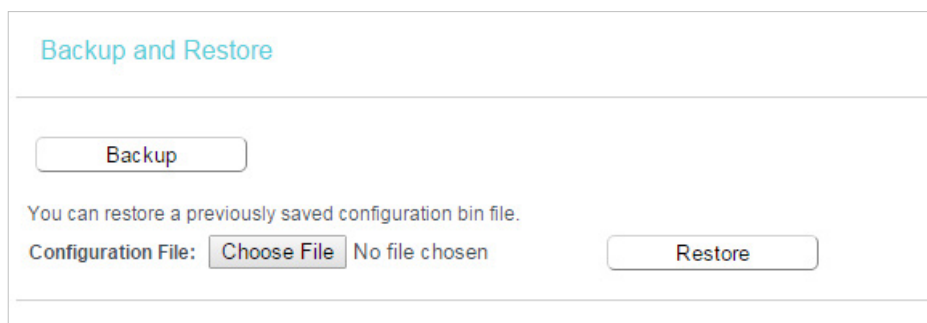 Backup and Restore
Backup
You can restore a previously saved configuration bin file.
Configuration File: Choose File No file chosen Restore